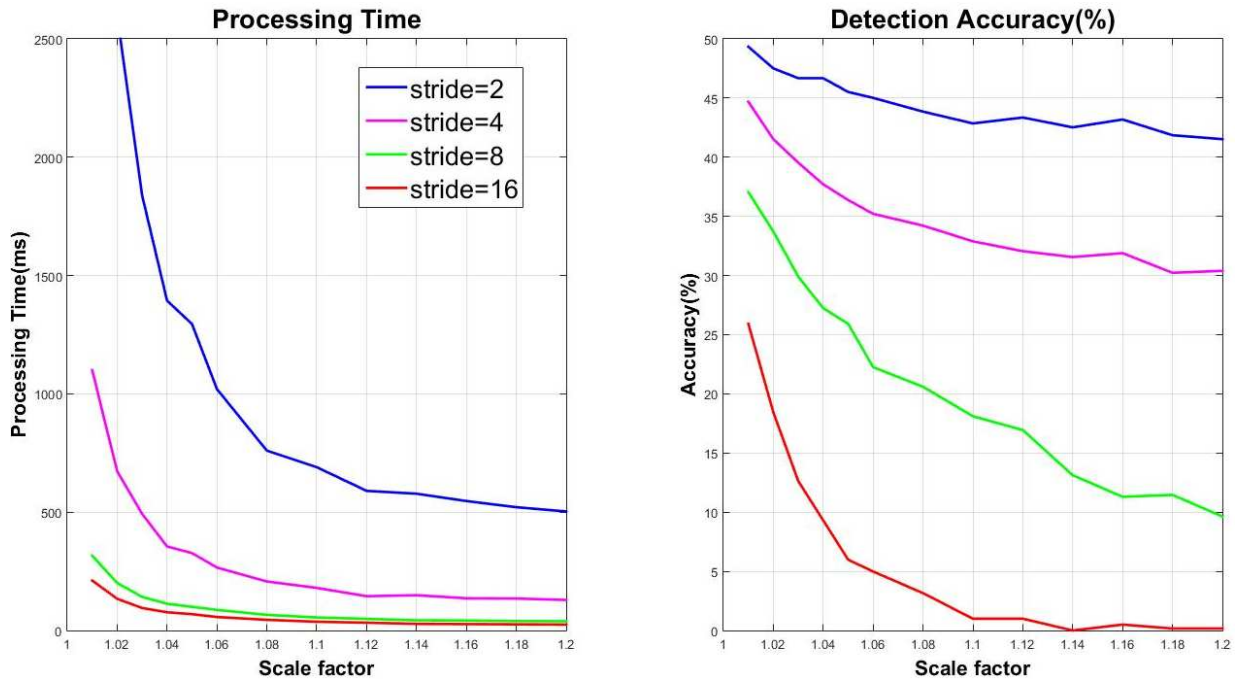 Processing Time
2500
2000
1500
1000
500
0
Processing Time(ms)
stride=2
stride=4
stride=8
stride=16
1 1.02 1.04 1.06 1.08 1.1 1.12 1.14 1.16 1.18 1.2
Scale factor
Detection Accuracy(%)
50
45
40
35
30
25
20
15
10
5
0
Accuracy(%)
1 1.02 1.04 1.06 1.08 1.1 1.12 1.14 1.16 1.18 1.2
Scale factor